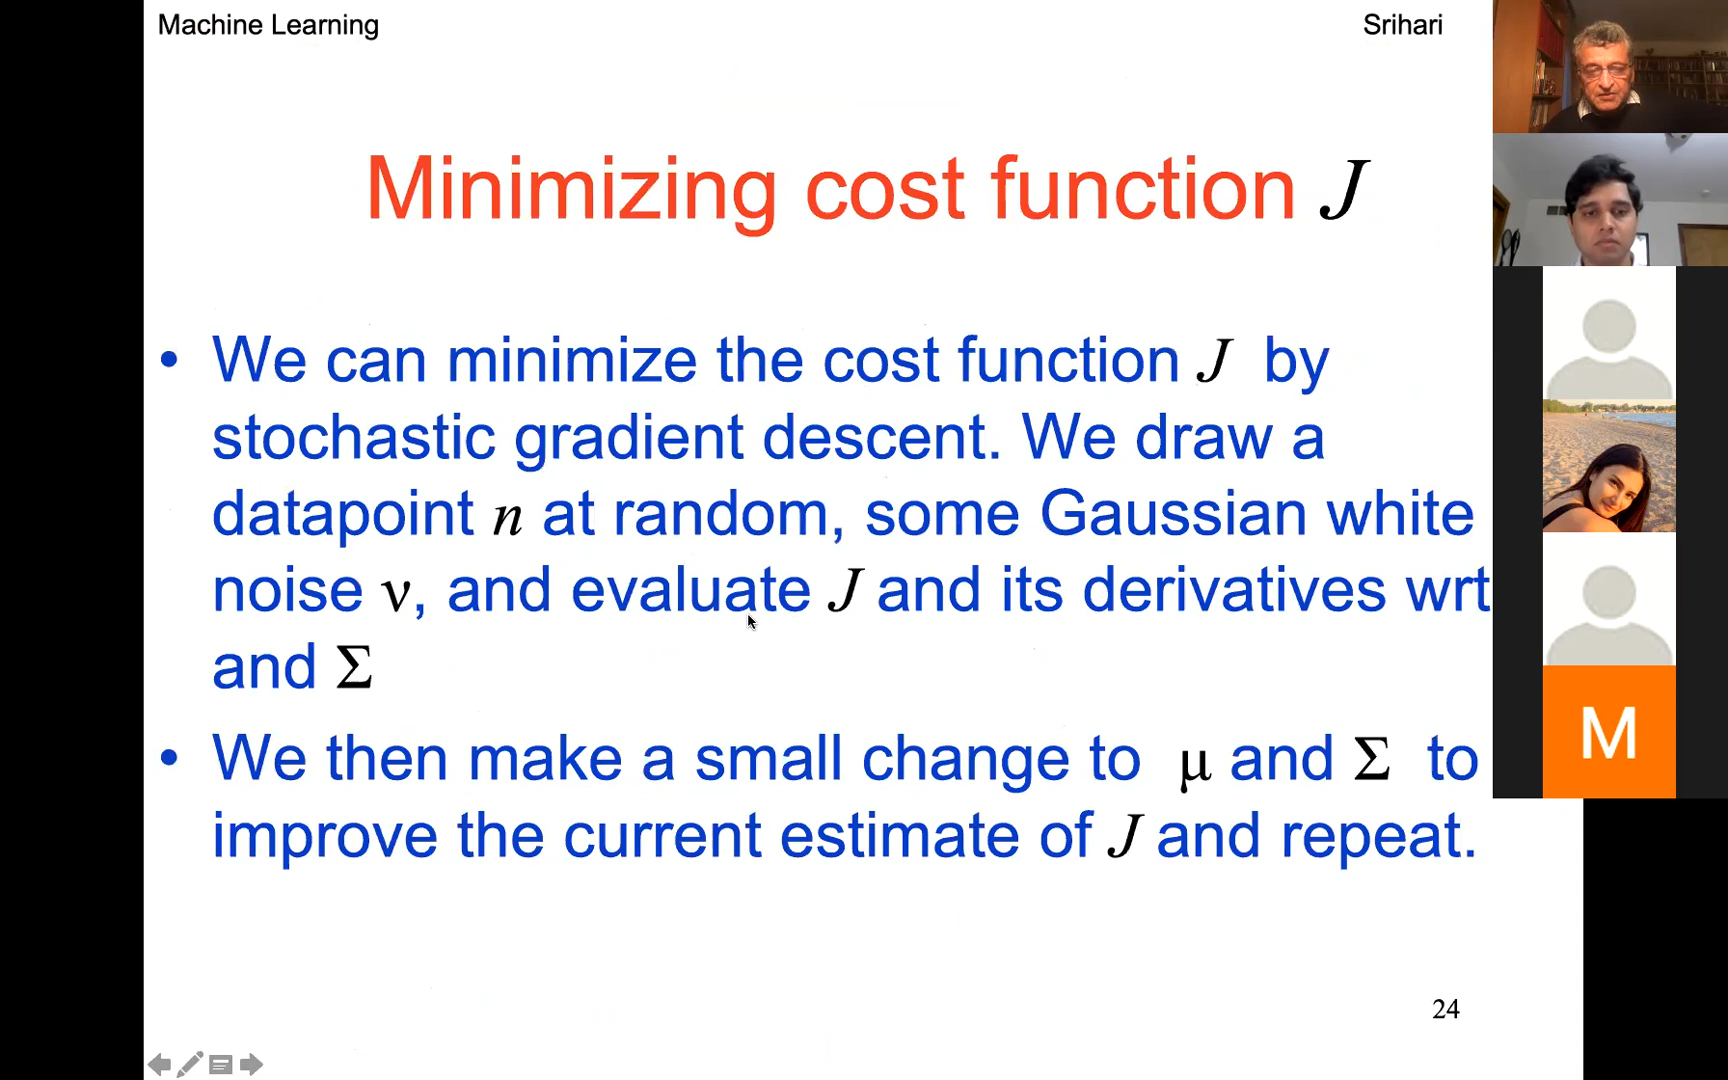 Machine Learning
Srihari
Minimizing cost function J
• We can minimize the cost function J by
stochastic gradient descent. We draw a
datapoint n at random, some Gaussian white
noise ν, and evaluate J and its derivatives wrt
and Σ
• We then make a small change to μ and Σ to
improve the current estimate of J and repeat.
24
M